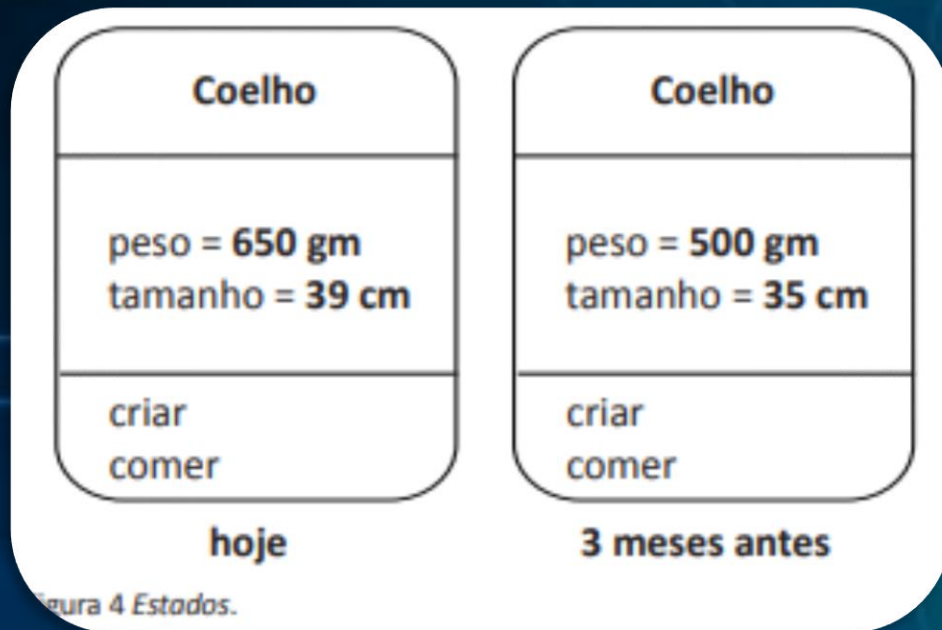 Coelho
peso = 650 gm
tamanho = 39 cm
criar
comer
hoje
Coelho
peso = 500 gm
tamanho = 35 cm
criar
comer
3 meses antes
4 Estados.